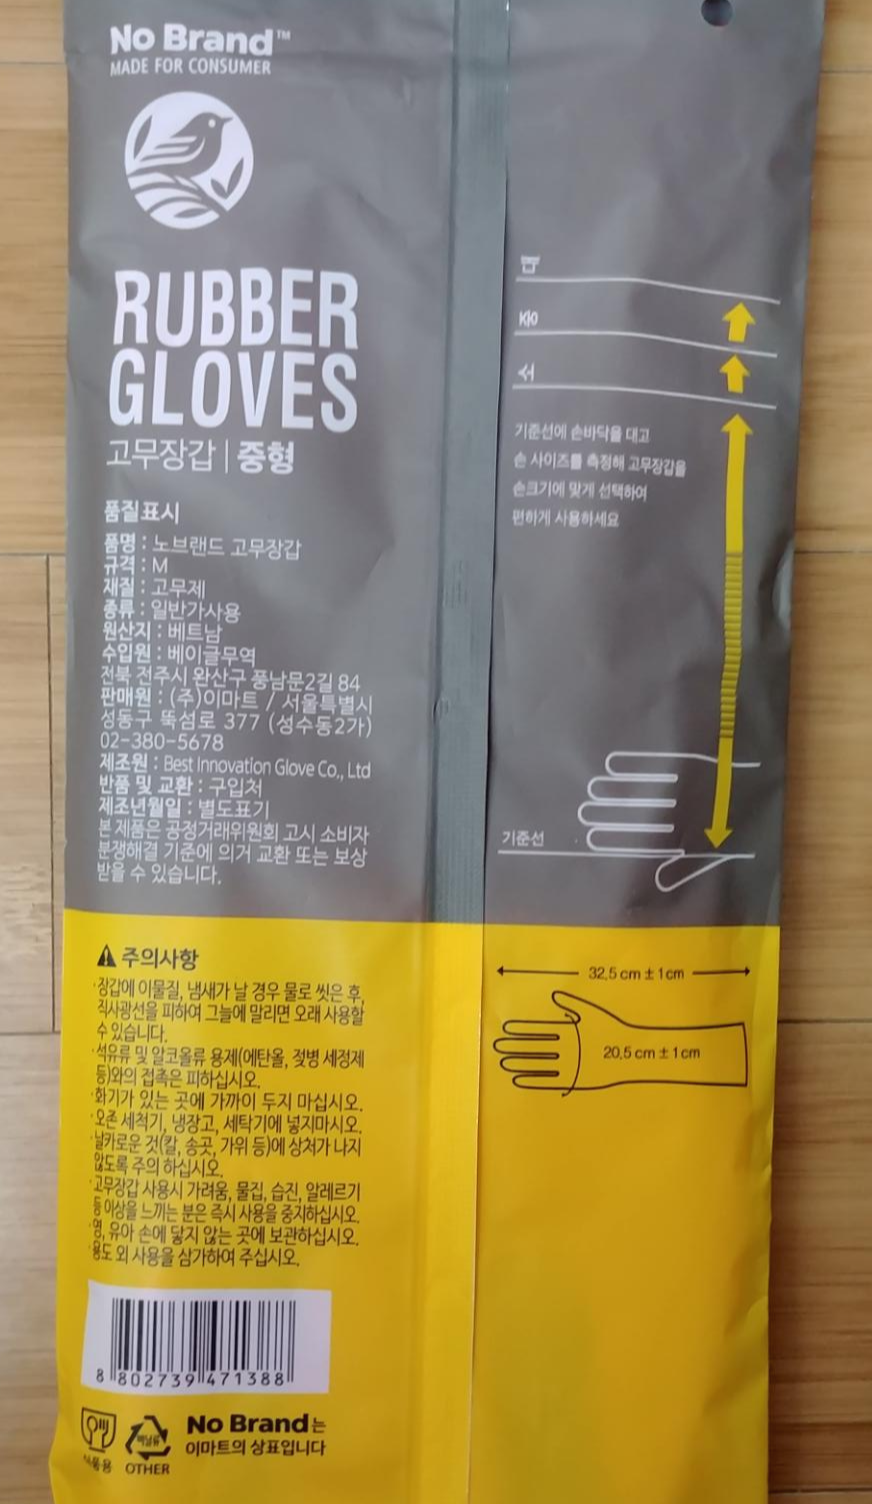 No Brand™
MADE FOR CONSUMER
RUBBER
GLOVES
고무장갑 | 중형
품질표시
품명 : 노브랜드 고무장갑
규격 : M
재질 : 고무제
종류 : 일반가사용
원산지 : 베트남
수입원 : 베이글무역
전북 전주시 완산구 풍남문2길 84
판매원 : (주)이마트 / 서울특별시
성동구 뚝섬로 377 (성수동2가)
02-380-5678
제조원 : Best Innovation Glove Co., Ltd
반품 및 교환 : 구입처
제조년월일 : 별도표기
본 제품은 공정거래위원회 고시 소비자
분쟁해결 기준에 의거 교환 또는 보상
받을 수 있습니다.
주의사항
·장갑에 이물질, 냄새가 날 경우 물로 씻은 후,
직사광선을 피하여 그늘에 말리면 오래 사용할
수 있습니다.
·석유류 및 알코올류 용제(에탄올, 젖병 세정제
등)와의 접촉은 피하십시오.
·화기가 있는 곳에 가까이 두지 마십시오.
·오존 세척기, 냉장고, 세탁기에 넣지마시오.
·날카로운 것(칼, 송곳, 가위 등)에 상처가 나지
않도록 주의 하십시오.
·고무장갑 사용시 가려움, 물집, 습진, 알레르기
등 이상을 느끼는 분은 즉시 사용을 중지하십시오.
·영, 유아 손에 닿지 않는 곳에 보관하십시오.
·용도 외 사용을 삼가하여 주십시오.
8 802739 471388
식품용
비닐류
OTHER
No Brand는
이마트의 상표입니다
대
중
소
기준선에 손바닥을 대고
손 사이즈를 측정해 고무장갑을
손크기에 맞게 선택하여
편하게 사용하세요
기준선
32.5 cm ± 1cm
20.5 cm ± 1cm